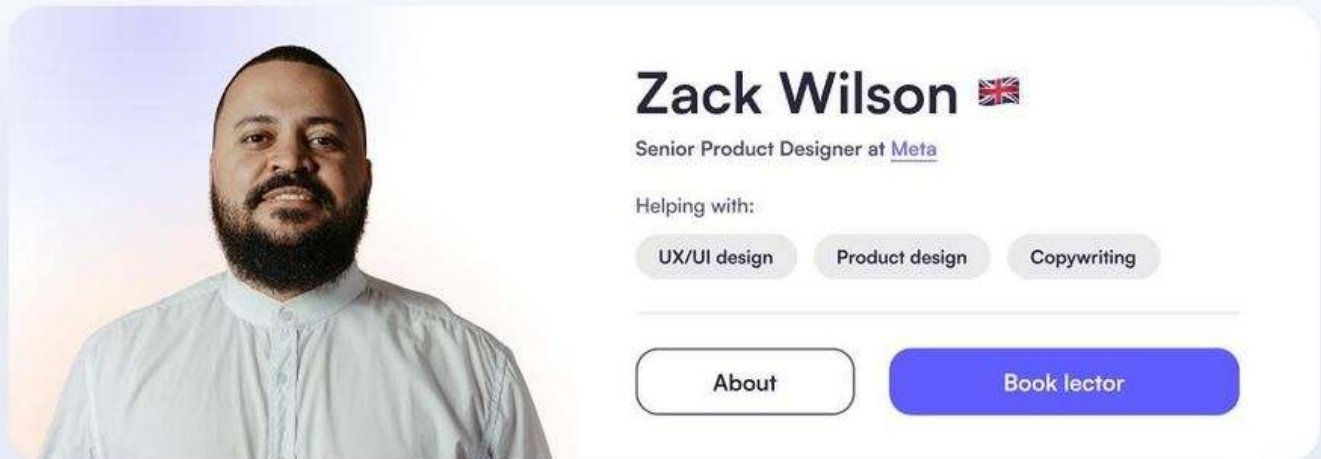 Zack Wilson
Senior Product Designer at Meta
Helping with:
UX/UI design Product design Copywriting
About Book lector